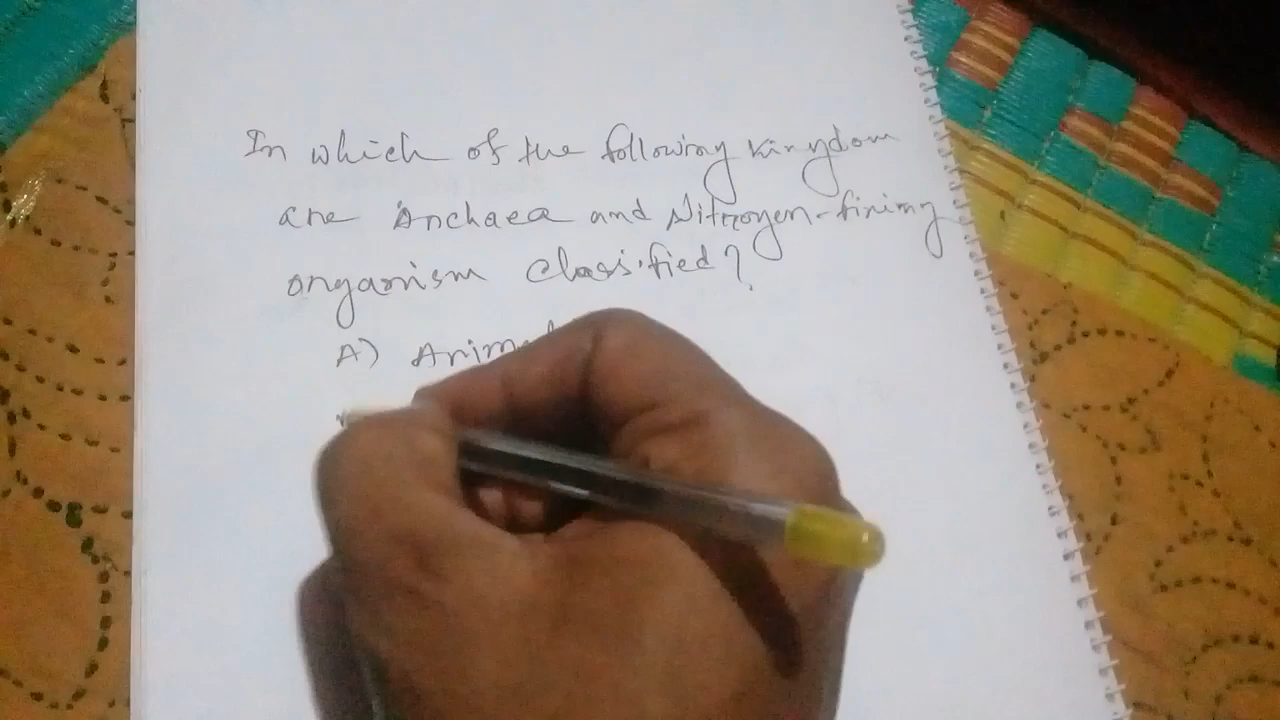 In which of the following kingdom
are Archaea and Nitrogen-fixing
organism classified?
A)